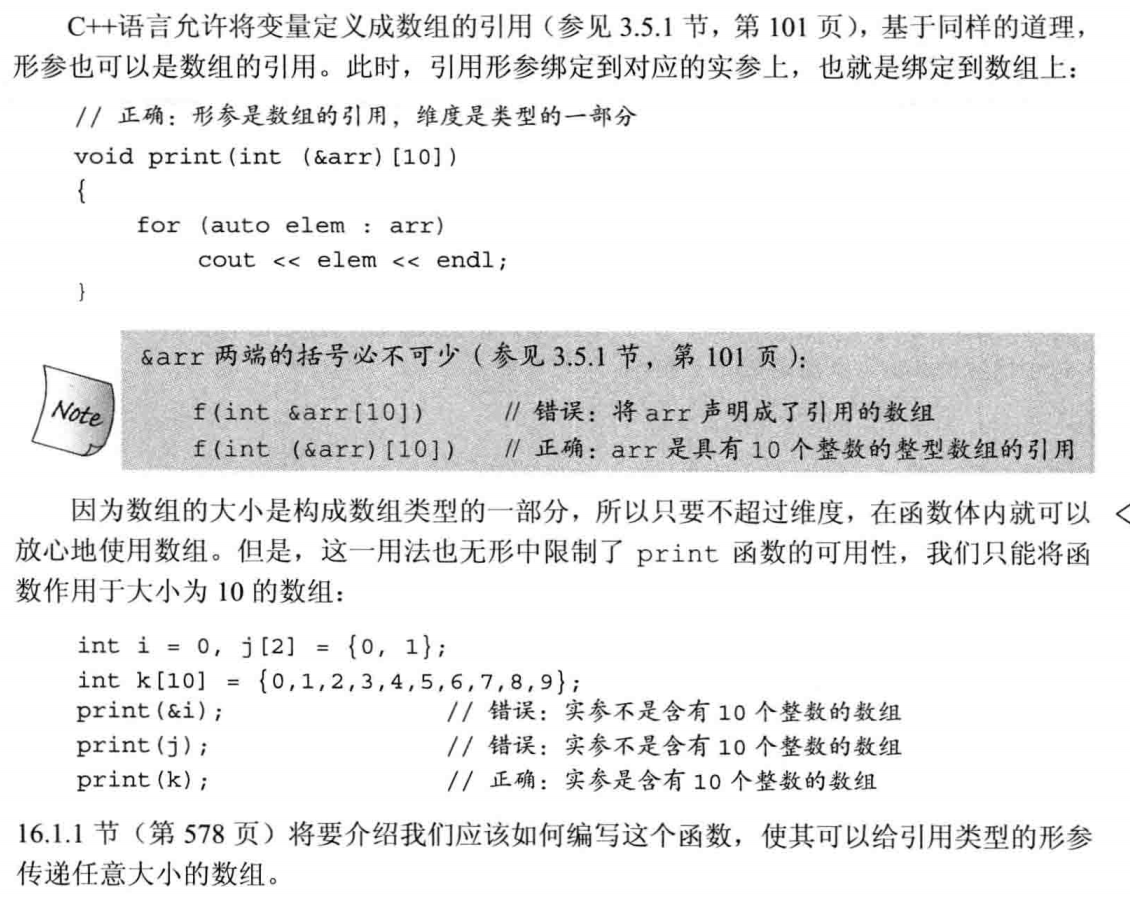 C++语言允许将变量定义成数组的引用（参见 3.5.1 节，第 101 页），基于同样的道理，
形参也可以是数组的引用。此时，引用形参绑定到对应的实参上，也就是绑定到数组上：
// 正确：形参是数组的引用，维度是类型的一部分
void print(int (&arr)[10])
{
for (auto elem : arr)
cout << elem << endl;
}
&arr 两端的括号必不可少（参见 3.5.1 节，第 101 页）：
Note
f(int &arr[10]) // 错误：将 arr 声明成了引用的数组
f(int (&arr)[10]) // 正确：arr 是具有 10 个整数的整型数组的引用
因为数组的大小是构成数组类型的一部分，所以只要不超过维度，在函数体内就可以 <
放心地使用数组。但是，这一用法也无形中限制了 print 函数的可用性，我们只能将函
数作用于大小为 10 的数组：
int i = 0, j[2] = {0, 1};
int k[10] = {0,1,2,3,4,5,6,7,8,9};
print(&i); // 错误：实参不是含有 10 个整数的数组
print(j); // 错误：实参不是含有 10 个整数的数组
print(k); // 正确：实参是含有 10 个整数的数组
16.1.1 节（第 578 页）将要介绍我们应该如何编写这个函数，使其可以给引用类型的形参
传递任意大小的数组。